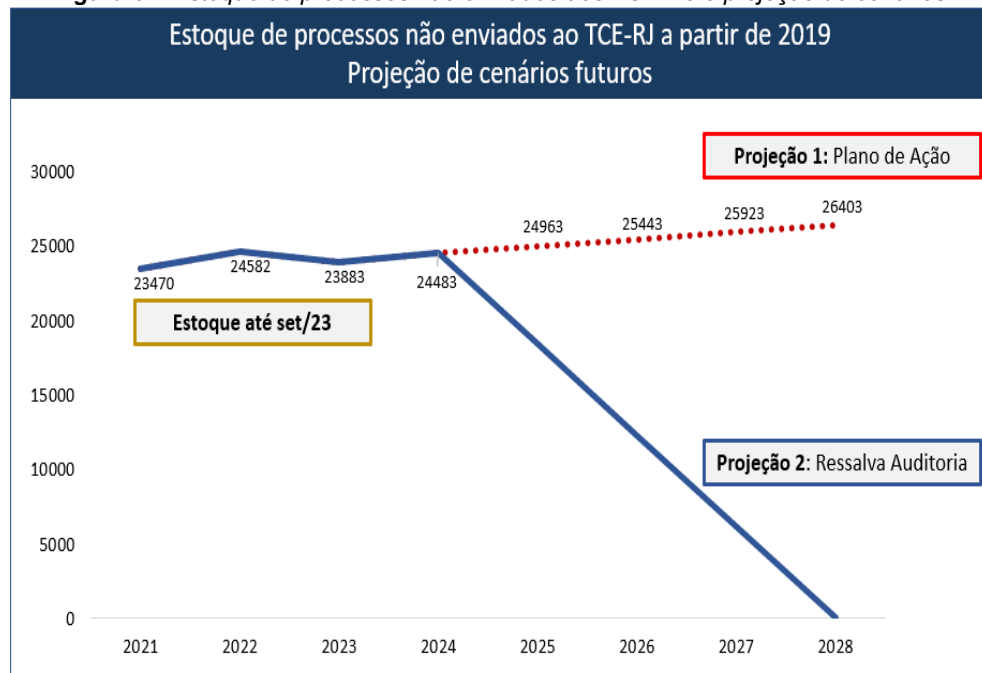 Estoque de processos não enviados ao TCE-RJ a partir de 2019
Projeção de cenários futuros
Projeção 1: Plano de Ação
30000
26403
25923
25443
24963
25000
24582
24483
23883
23470
Estoque até set/23
20000
15000
10000
Projeção 2: Ressalva Auditoria
5000
0
2021 2022 2023 2024 2025 2026 2027 2028